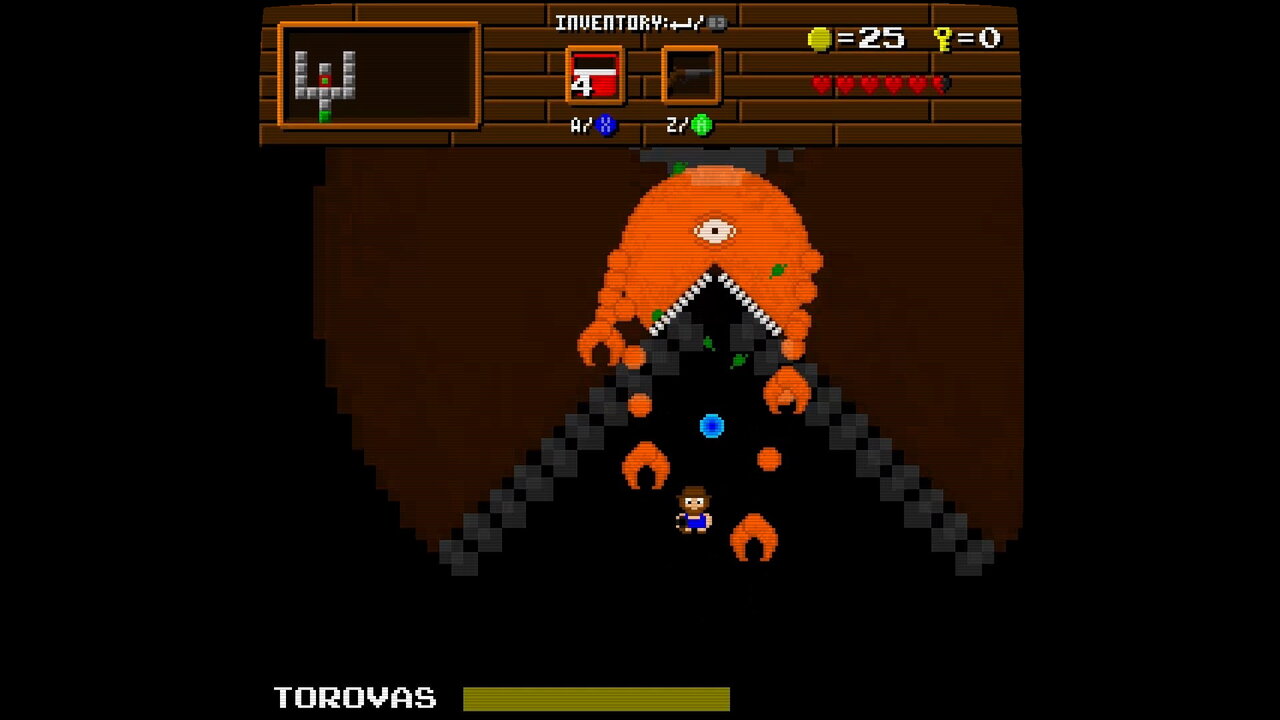 INVENTORY:↵/
=25 =0
4
A/X Z/A
TOROVAS